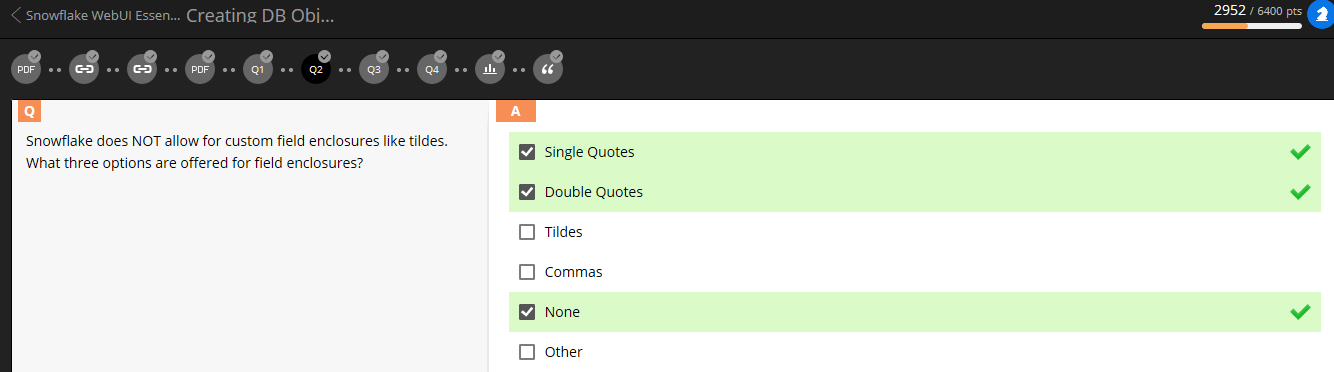 Snowflake WebUI Essen... Creating DB Obj...
2952 / 6400 pts
PDF Q1 Q2 Q3 Q4 “
PDF
Q
A
Snowflake does NOT allow for custom field enclosures like tildes.
What three options are offered for field enclosures?
Single Quotes
Double Quotes
Tildes
Commas
None
Other